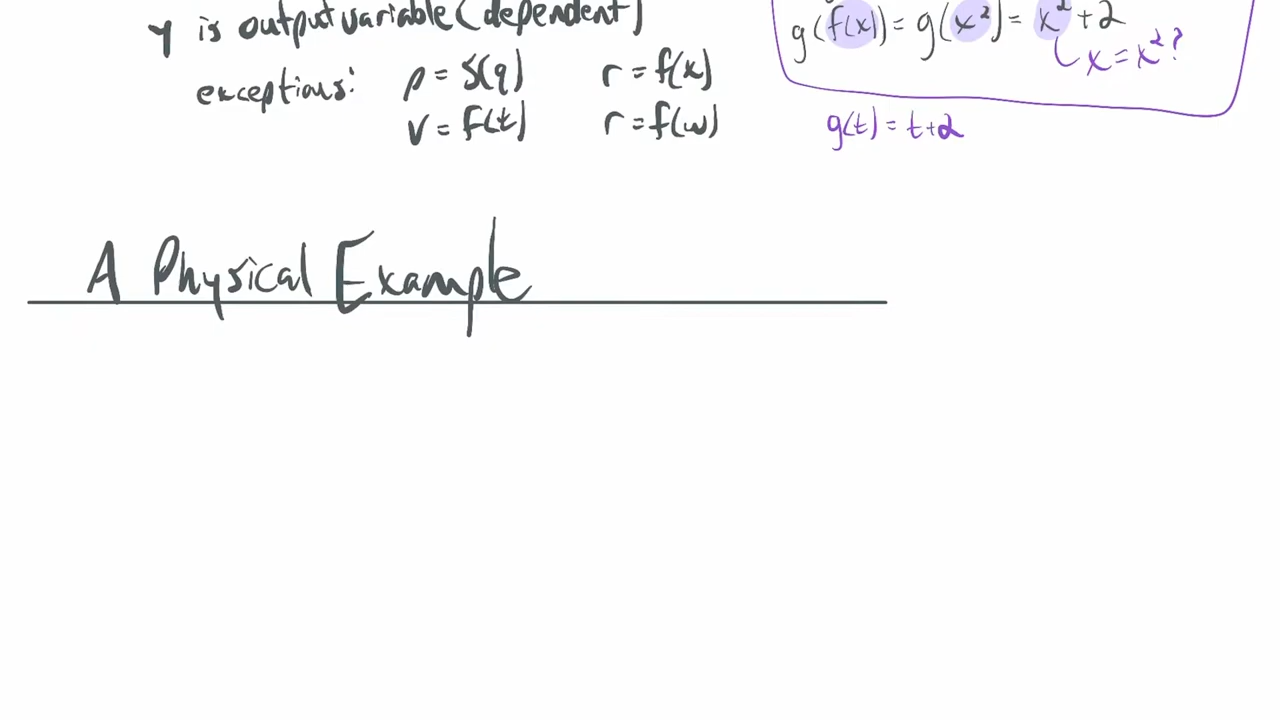 y is output variable (dependent)
exceptions: p = S(q) r = f(x)
v = f(t) r = f(w)
g(f(x)) = g(x²) = x² + 2
x = x²?
g(t) = t+2
A Physical Example